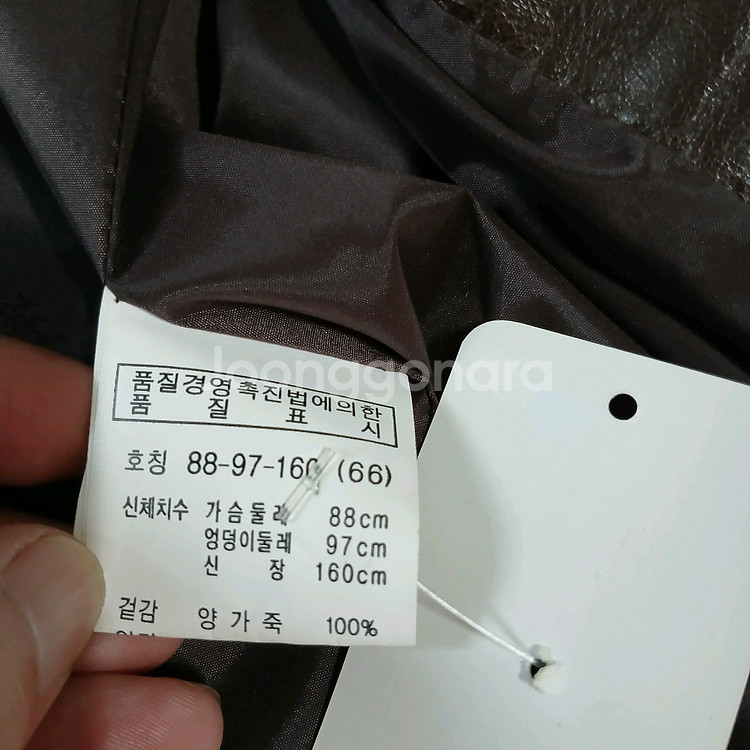 joonggonara
품질경영촉진법에의한
품 질 표 시
호칭 88-97-160 (66)
신체치수 가슴둘레 88cm
엉덩이둘레 97cm
신 장 160cm
겉감 양가죽 100%